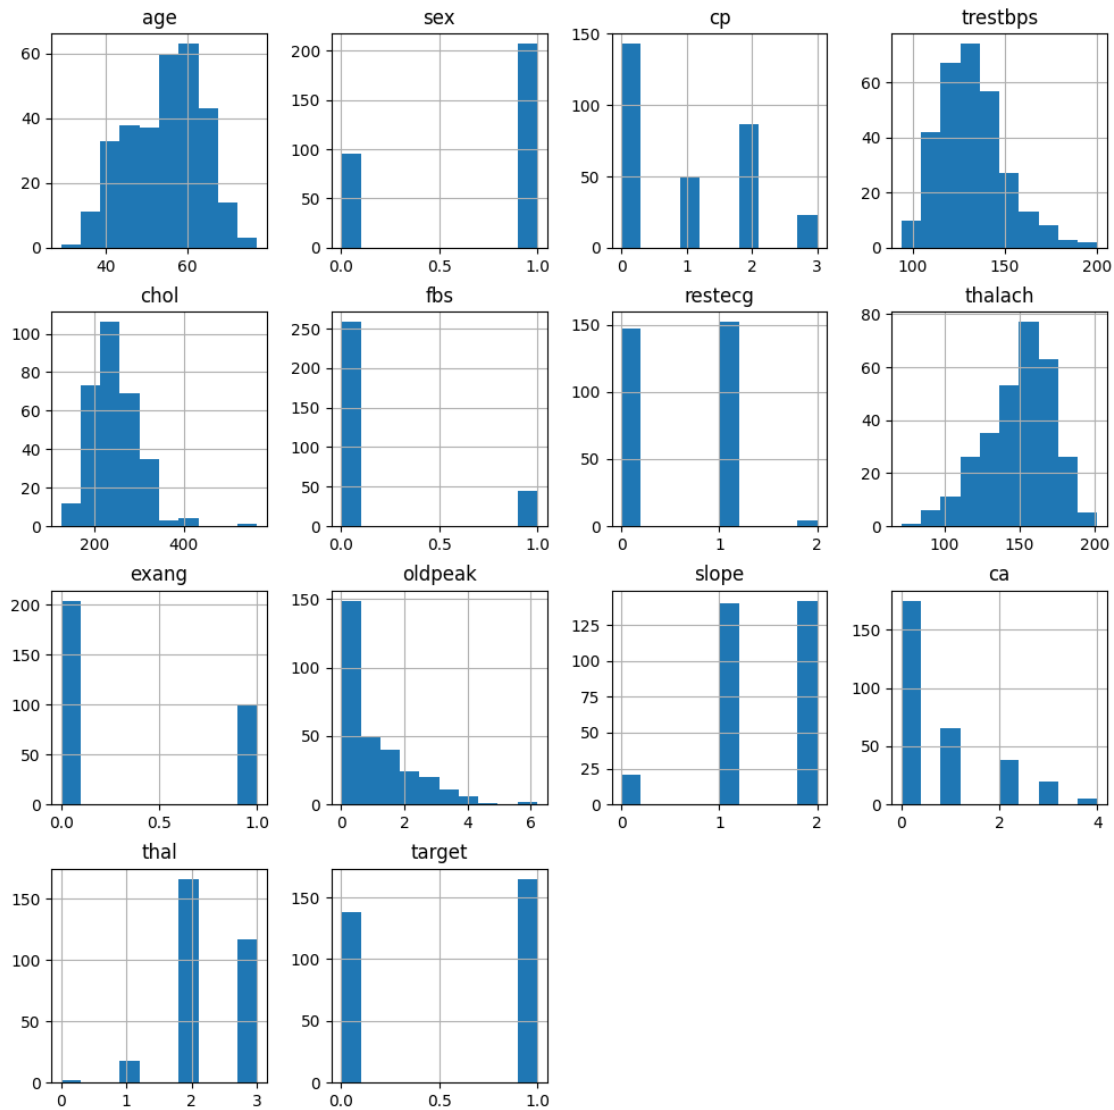 age sex cp trestbps
60 40 20 0
40 60
200 150 100 50 0
0.0 0.5 1.0
150 100 50 0
0 1 2 3
60 40 20 0
100 150 200
chol fbs restecg thalach
100 80 60 40 20 0
200 400
250 200 150 100 50 0
0.0 0.5 1.0
150 100 50 0
0 1 2
80 60 40 20 0
100 150 200
exang oldpeak slope ca
200 150 100 50 0
0.0 0.5 1.0
150 100 50 0
0 2 4 6
125 100 75 50 25 0
0 1 2
150 100 50 0
0 2 4
thal target
150 100 50 0
0 1 2 3
150 100 50 0
0.0 0.5 1.0